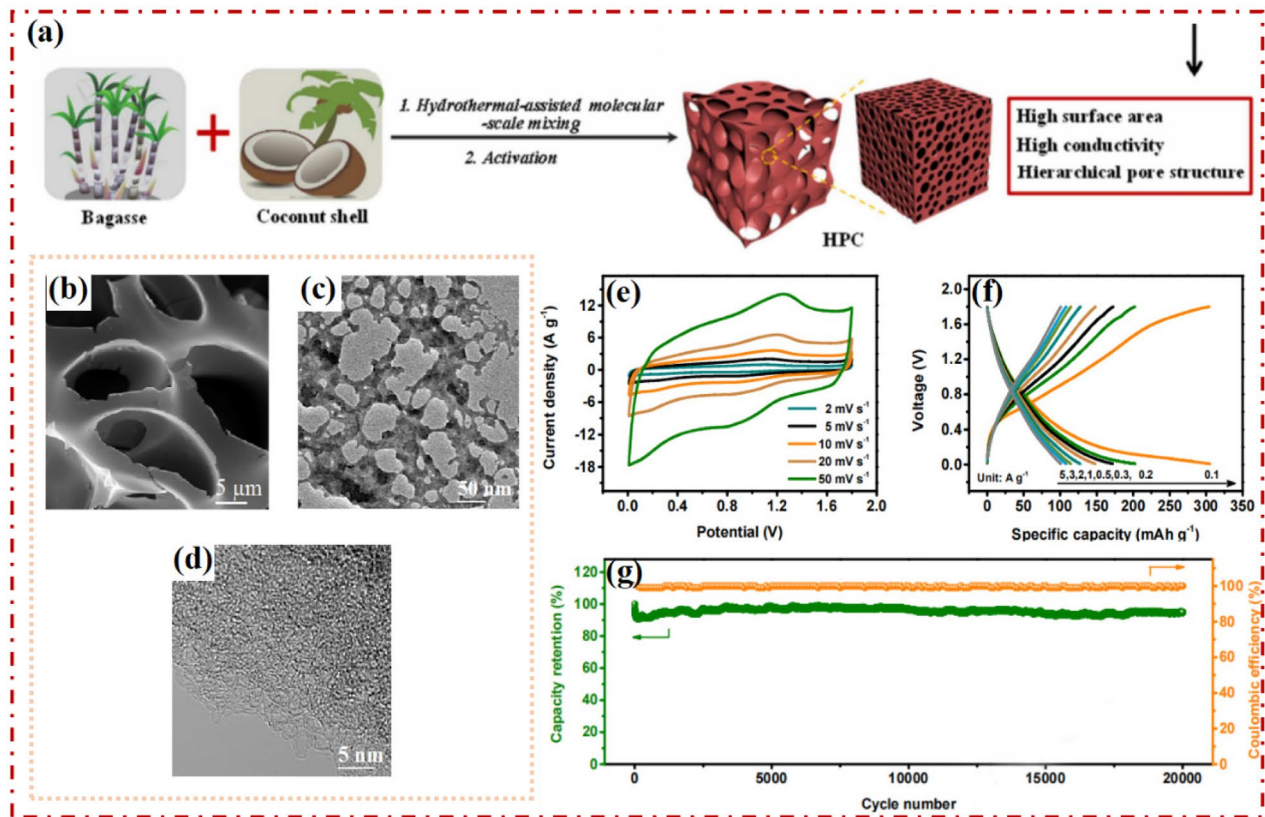 (a)
Bagasse
Coconut shell
1. Hydrothermal-assisted molecular
-scale mixing
2. Activation
HPC
High surface area
High conductivity
Hierarchical pore structure
(b)
5 μm
(c)
50 nm
(d)
5 nm
(e)
Current density (A g⁻¹)
12
6
0
-6
-12
-18
2 mV s⁻¹
5 mV s⁻¹
10 mV s⁻¹
20 mV s⁻¹
50 mV s⁻¹
0.0 0.4 0.8 1.2 1.6 2.0
Potential (V)
(f)
Voltage (V)
2.0
1.6
1.2
0.8
0.4
0.0
Unit: A g⁻¹ 5,3,2,1,0.5,0.3, 0.2 0.1
0 50 100 150 200 250 300 350
Specific capacity (mAh g⁻¹)
(g)
Capacity retention (%)
120
100
80
60
40
20
0
0 5000 10000 15000 20000
Cycle number
Coulombic efficiency (%)
100
80
60
40
20
0